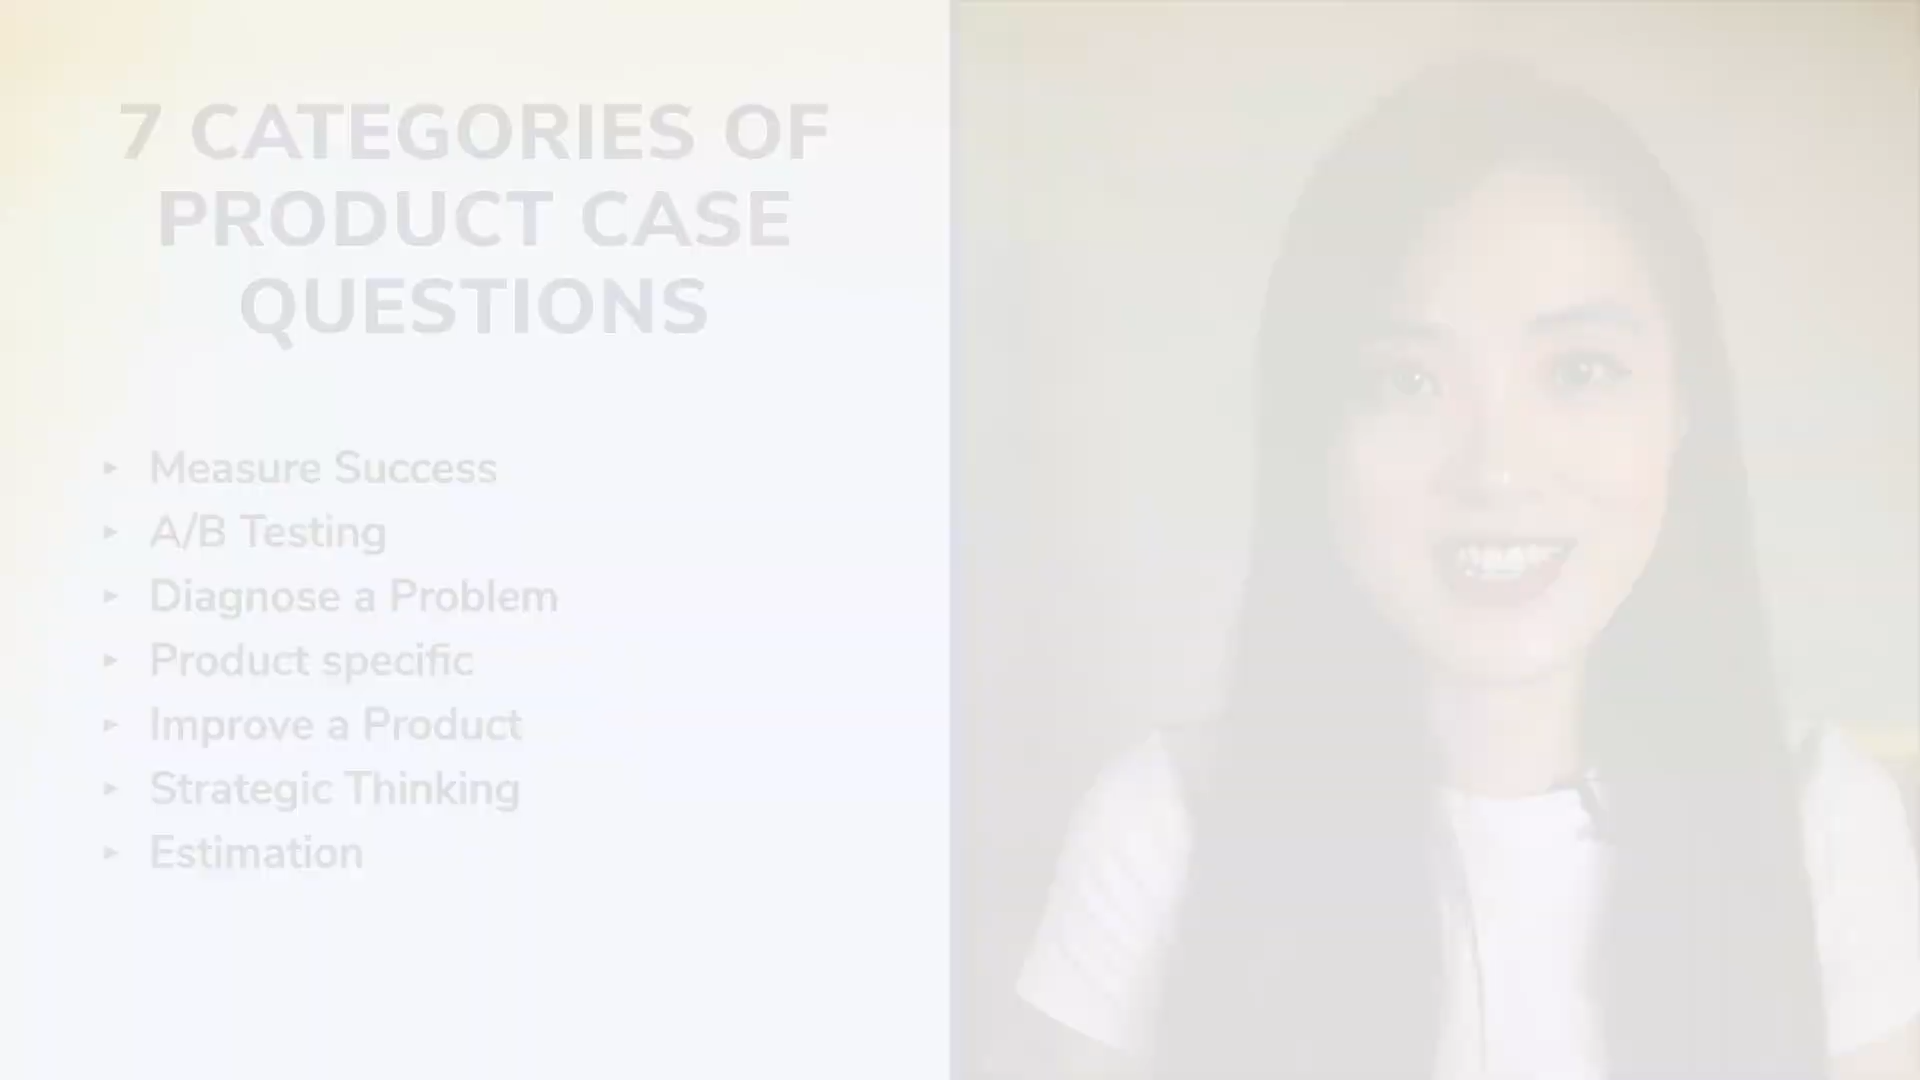 7 CATEGORIES OF
PRODUCT CASE
QUESTIONS
▸ Measure Success
▸ A/B Testing
▸ Diagnose a Problem
▸ Product specific
▸ Improve a Product
▸ Strategic Thinking
▸ Estimation